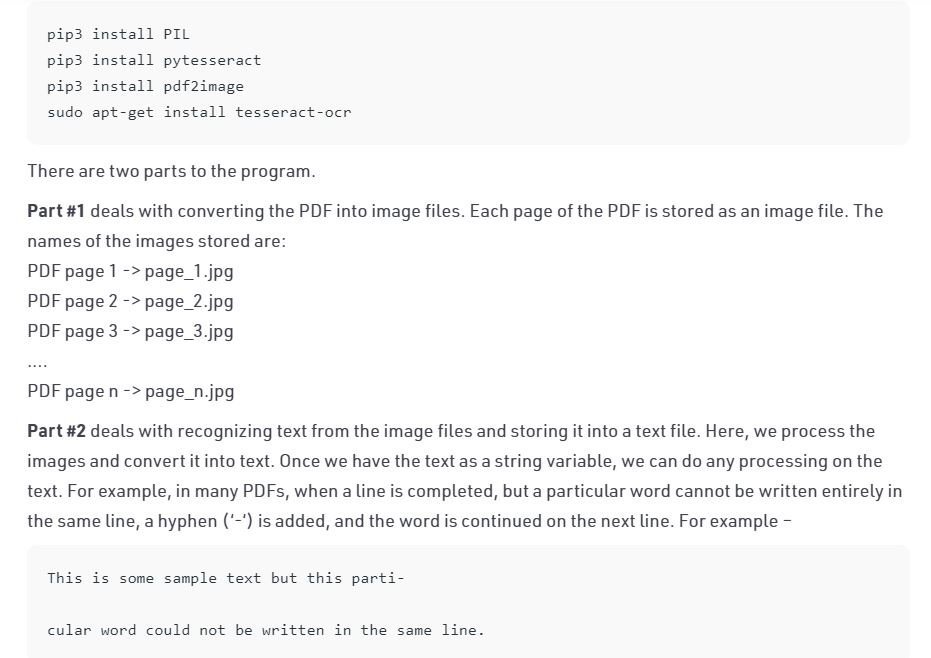 pip3 install PIL
pip3 install pytesseract
pip3 install pdf2image
sudo apt-get install tesseract-ocr
There are two parts to the program.
Part #1 deals with converting the PDF into image files. Each page of the PDF is stored as an image file. The
names of the images stored are:
PDF page 1 -> page_1.jpg
PDF page 2 -> page_2.jpg
PDF page 3 -> page_3.jpg
....
PDF page n -> page_n.jpg
Part #2 deals with recognizing text from the image files and storing it into a text file. Here, we process the
images and convert it into text. Once we have the text as a string variable, we can do any processing on the
text. For example, in many PDFs, when a line is completed, but a particular word cannot be written entirely in
the same line, a hyphen (‘-‘) is added, and the word is continued on the next line. For example –
This is some sample text but this parti-
cular word could not be written in the same line.